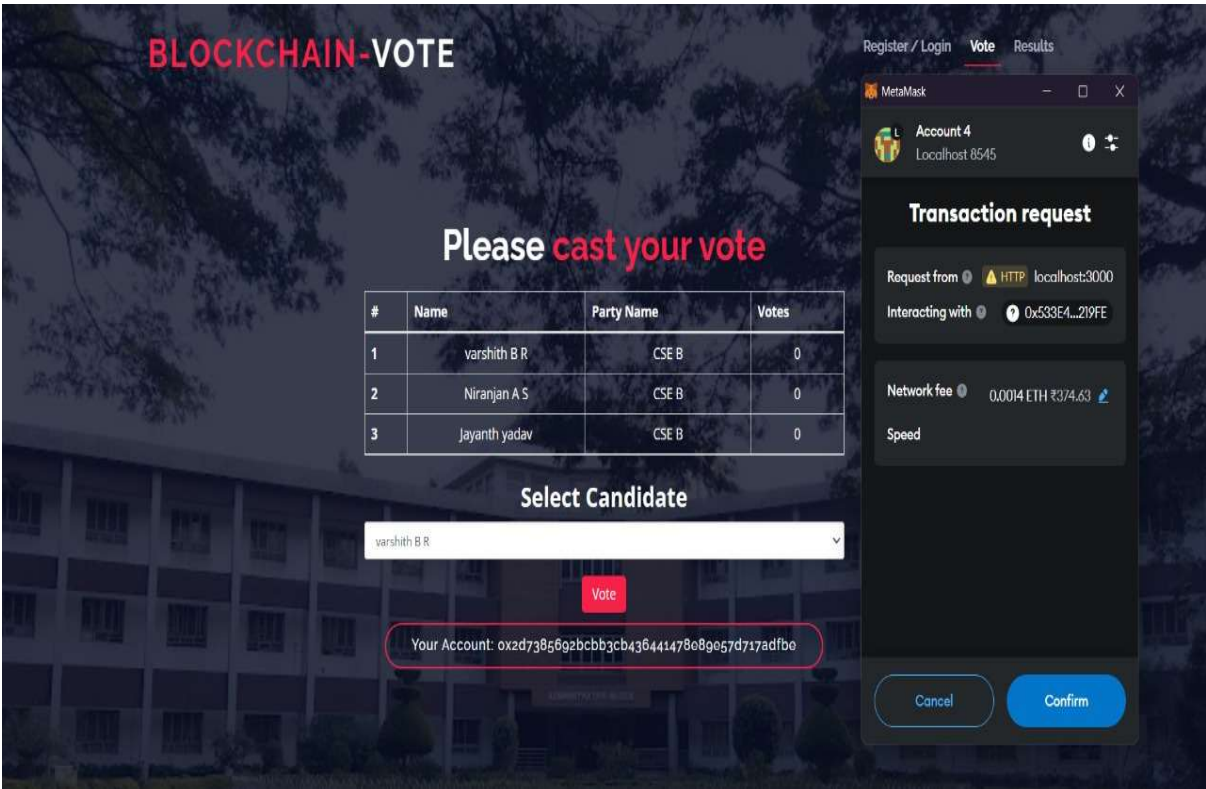 BLOCKCHAIN-VOTE
Register / Login Vote Results
MetaMask
L
Account 4
Localhost 8545
Transaction request
Request from HTTP localhost:3000
Interacting with 0x533E4...219FE
Network fee 0.0014 ETH ₹374.63
Speed
Cancel Confirm
Please cast your vote
# Name Party Name Votes
1 varshith B R CSE B 0
2 Niranjan A S CSE B 0
3 Jayanth yadav CSE B 0
Select Candidate
varshith B R
Vote
Your Account: 0x2d7385692bcbb3cb436441478e89e57d717adfbe